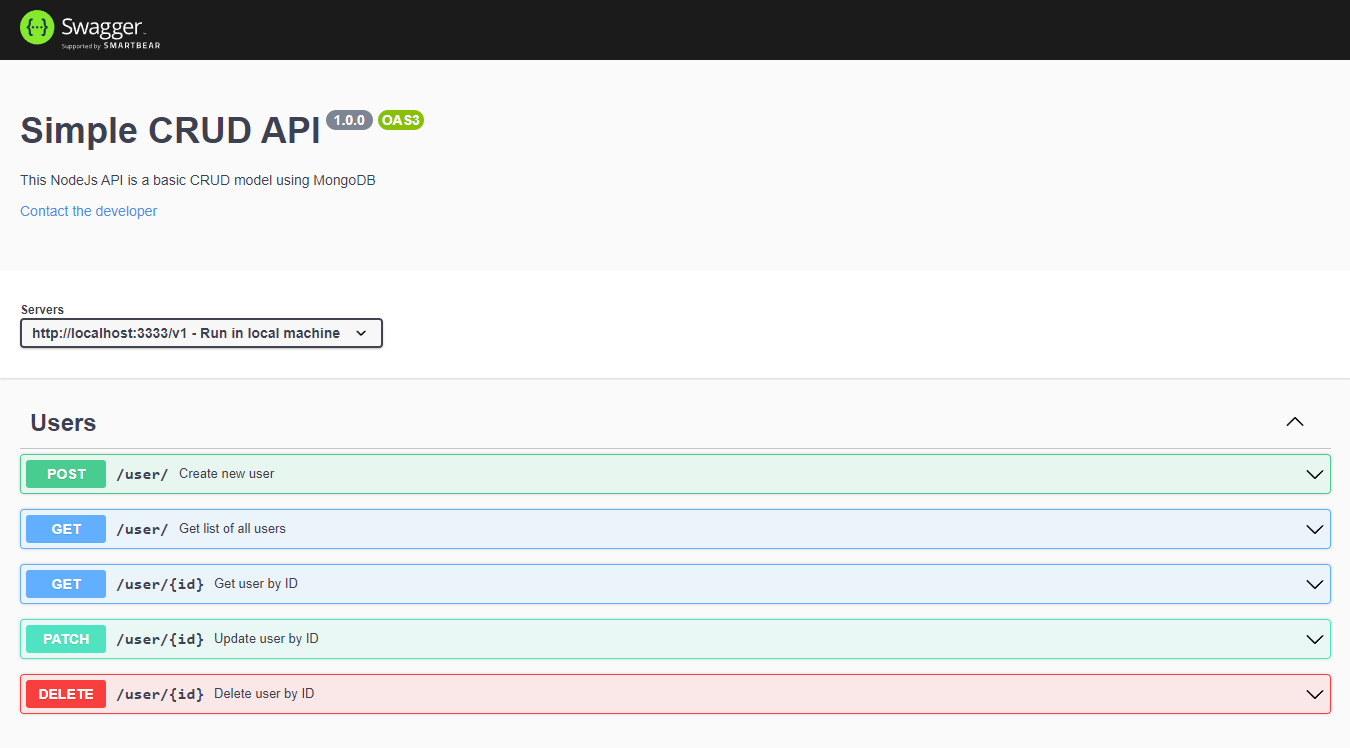 {···} Swagger™
Supported by SMARTBEAR
Simple CRUD API 1.0.0 OAS3
This NodeJs API is a basic CRUD model using MongoDB
Contact the developer
Servers
http://localhost:3333/v1 - Run in local machine
Users
POST /user/ Create new user
GET /user/ Get list of all users
GET /user/{id} Get user by ID
PATCH /user/{id} Update user by ID
DELETE /user/{id} Delete user by ID